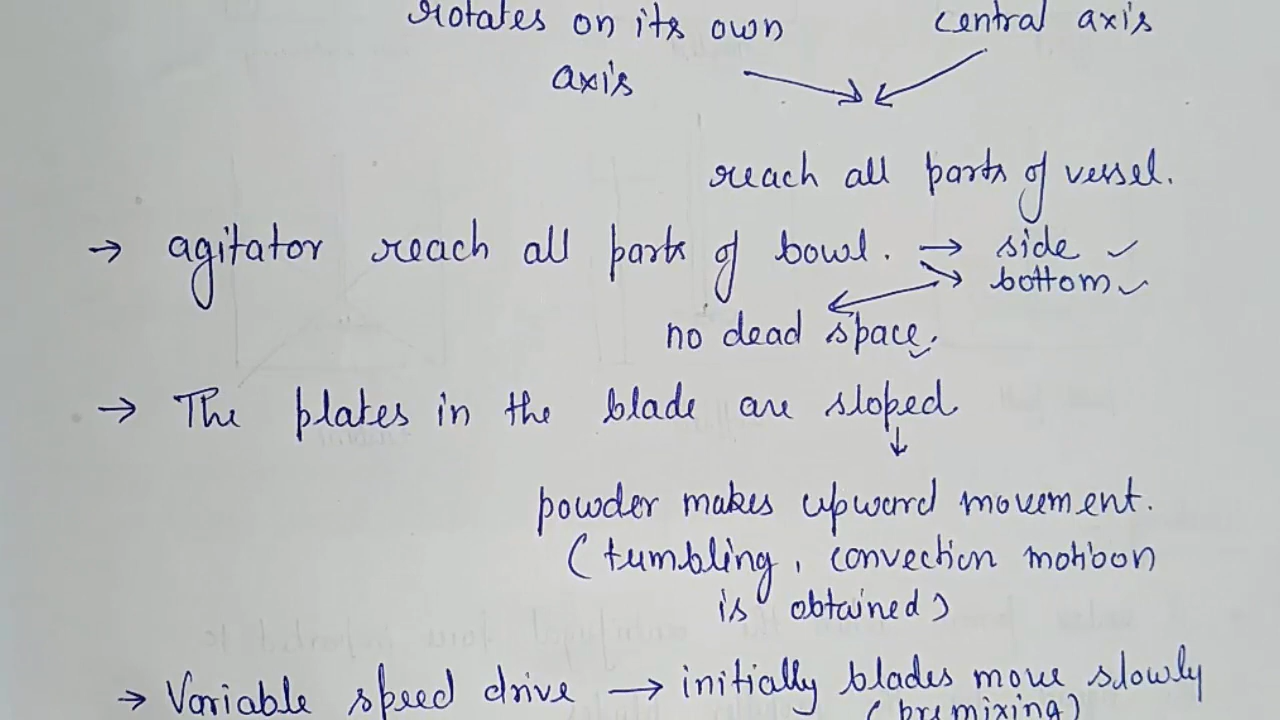 rotates on its own central axis
axis
reach all parts of vessel.
→ agitator reach all parts of bowl. → side ✓
→ bottom ✓
no dead space.
→ The plates in the blade are sloped
↓
powder makes upward movement.
(tumbling, convection motion
is obtained)
→ Variable speed drive → initially blades move slowly
(premixing)